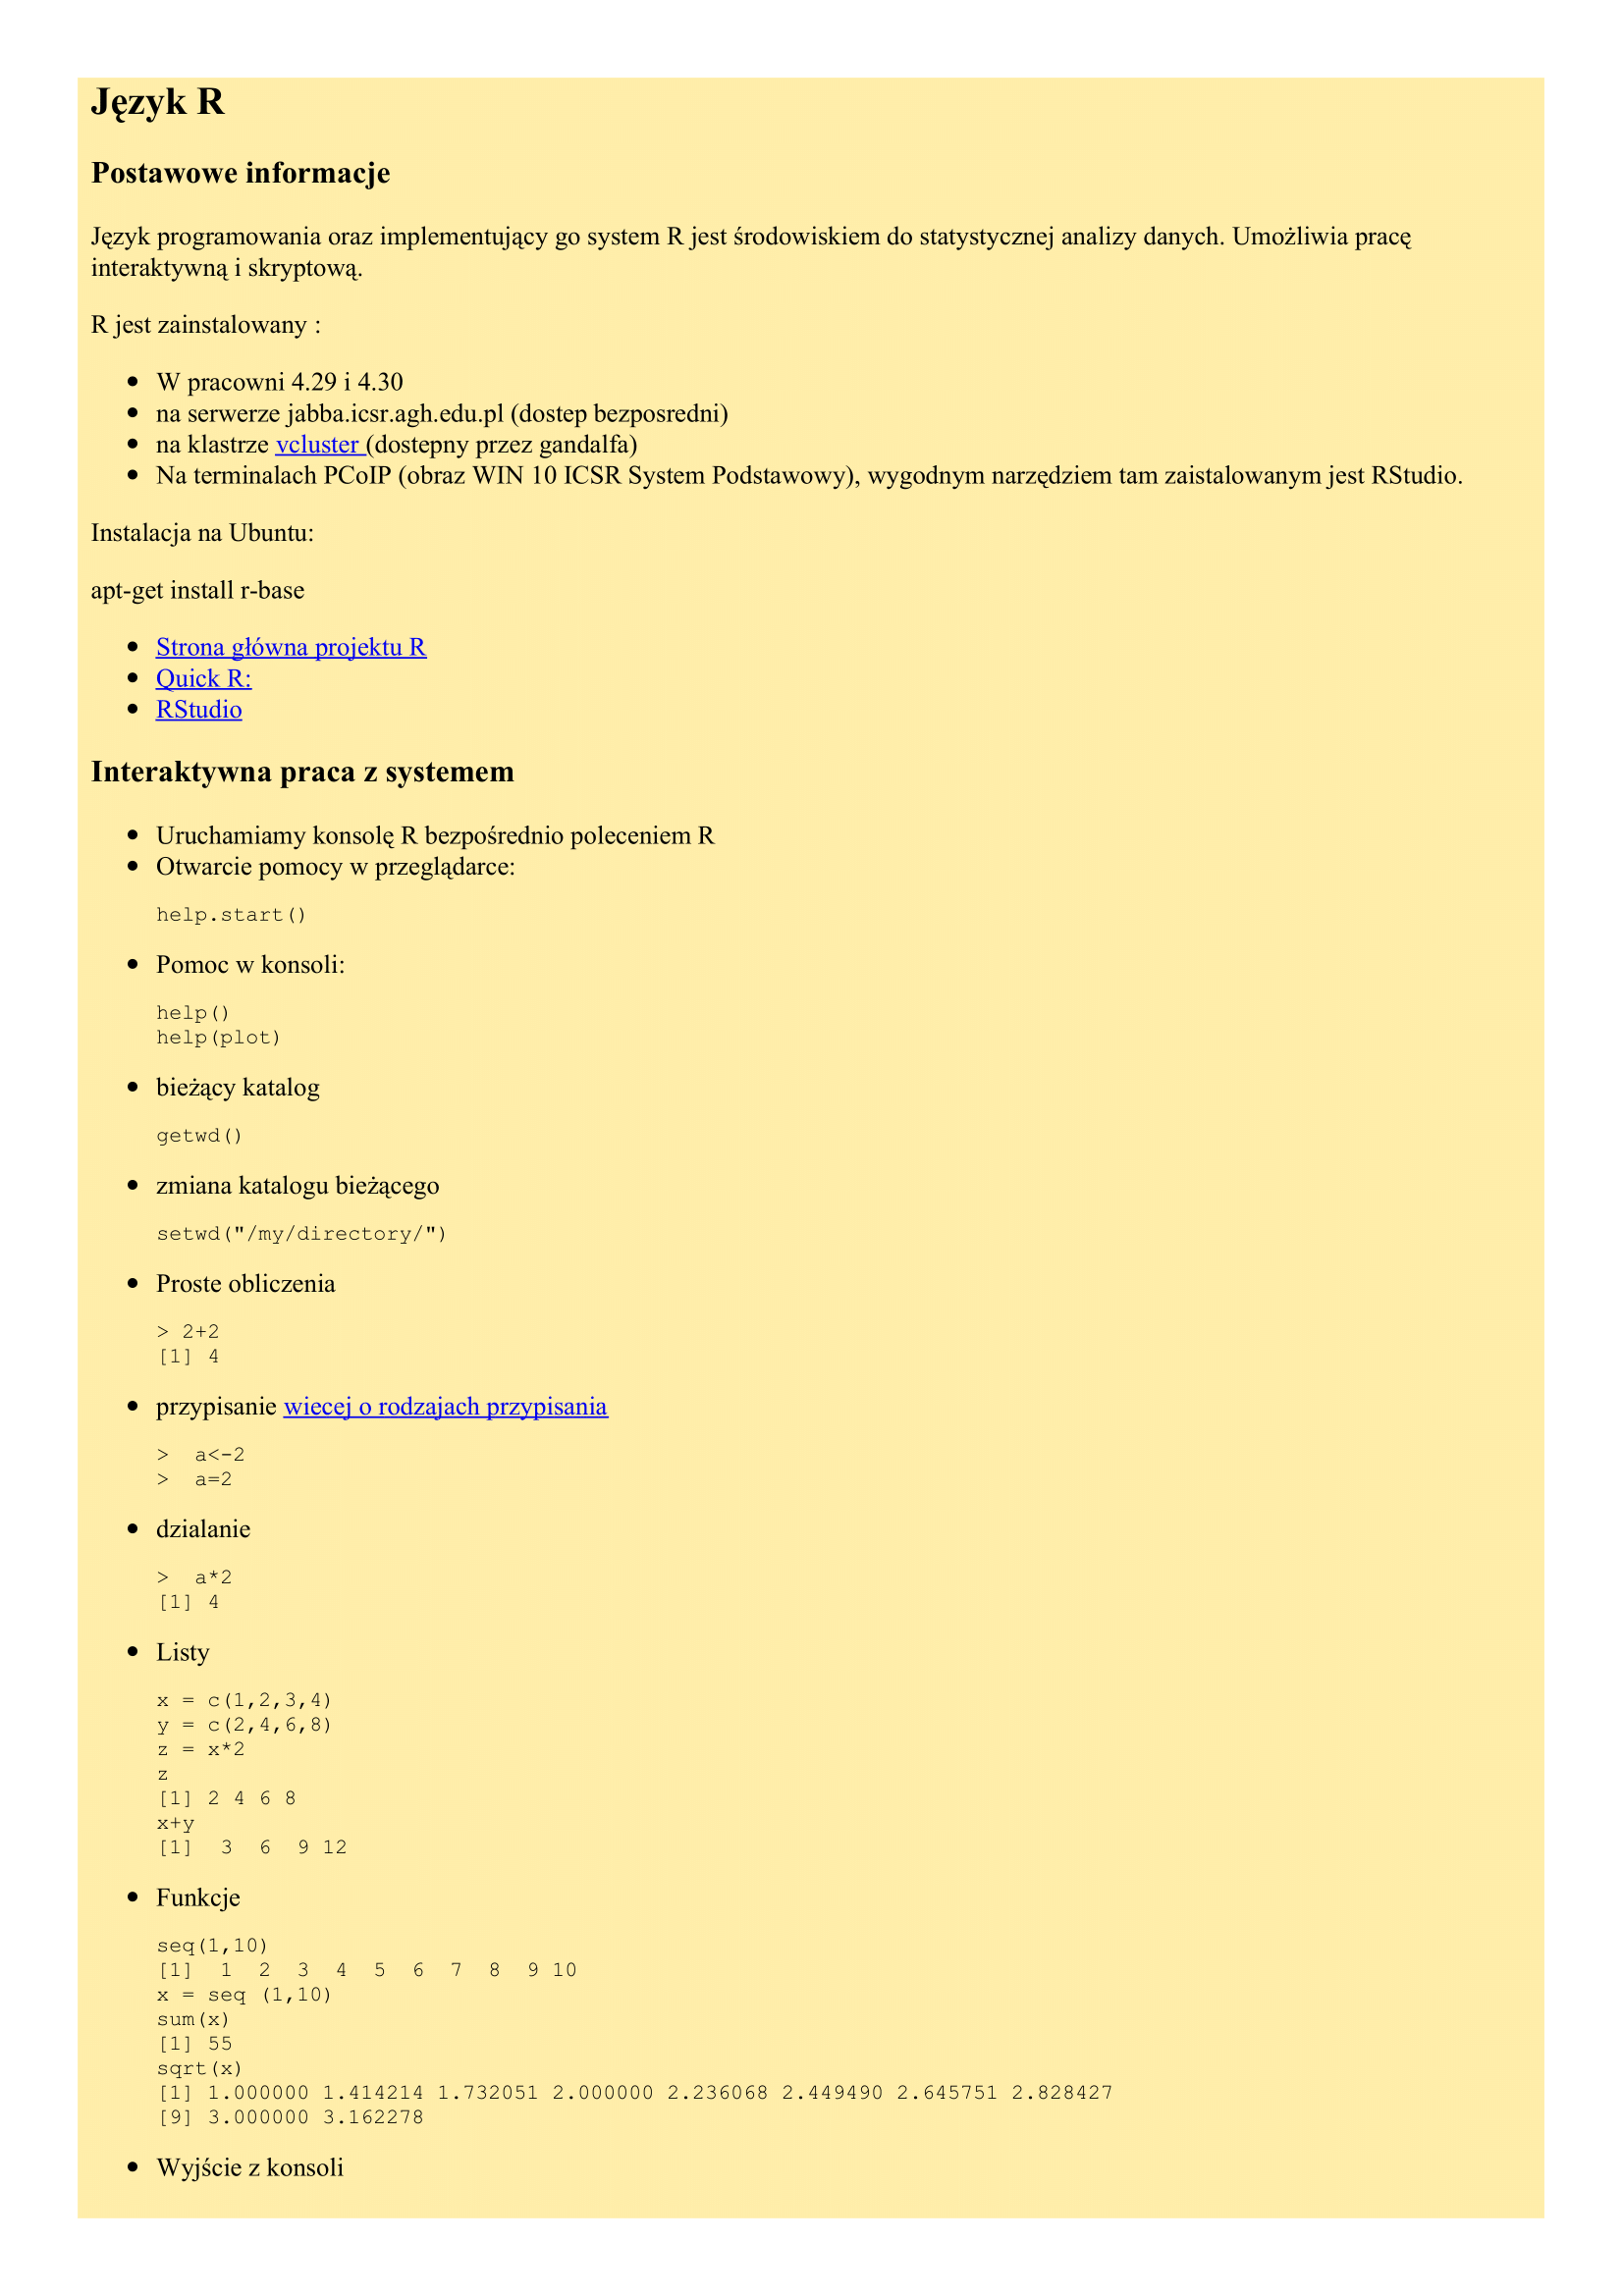 Język R
Postawowe informacje
Język programowania oraz implementujący go system R jest środowiskiem do statystycznej analizy danych. Umożliwia pracę
interaktywną i skryptową.
R jest zainstalowany :
• W pracowni 4.29 i 4.30
• na serwerze jabba.icsr.agh.edu.pl (dostep bezposredni)
• na klastrze vcluster (dostepny przez gandalfa)
• Na terminalach PCoIP (obraz WIN 10 ICSR System Podstawowy), wygodnym narzędziem tam zaistalowanym jest RStudio.
Instalacja na Ubuntu:
apt-get install r-base
• Strona główna projektu R
• Quick R:
• RStudio
Interaktywna praca z systemem
• Uruchamiamy konsolę R bezpośrednio poleceniem R
• Otwarcie pomocy w przeglądarce:
help.start()
• Pomoc w konsoli:
help()
help(plot)
• bieżący katalog
getwd()
• zmiana katalogu bieżącego
setwd("/my/directory/")
• Proste obliczenia
> 2+2
[1] 4
• przypisanie wiecej o rodzajach przypisania
>  a<-2
>  a=2
• dzialanie
>  a*2
[1] 4
• Listy
x = c(1,2,3,4)
y = c(2,4,6,8)
z = x*2
z
[1] 2 4 6 8
x+y
[1]  3  6  9 12
• Funkcje
seq(1,10)
[1]  1  2  3  4  5  6  7  8  9 10
x = seq (1,10)
sum(x)
[1] 55
sqrt(x)
[1] 1.000000 1.414214 1.732051 2.000000 2.236068 2.449490 2.645751 2.828427
[9] 3.000000 3.162278
• Wyjście z konsoli